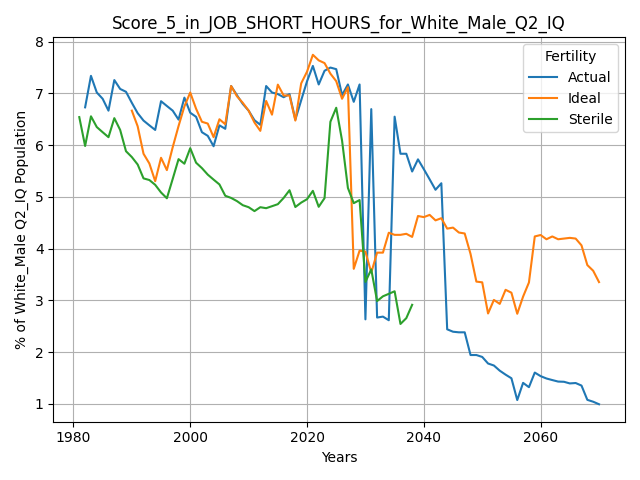 Score_5_in_JOB_SHORT_HOURS_for_White_Male_Q2_IQ
% of White_Male Q2_IQ Population
8
7
6
5
4
3
2
1
Fertility
Actual
Ideal
Sterile
1980
2000
2020
2040
2060
Years